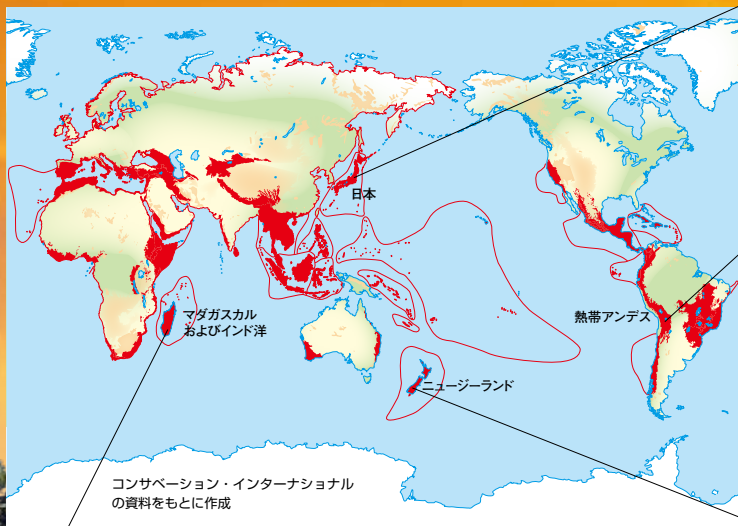 日本
マダガスカル
およびインド洋
熱帯アンデス
ニュージーランド
コンサベーション・インターナショナル
の資料をもとに作成